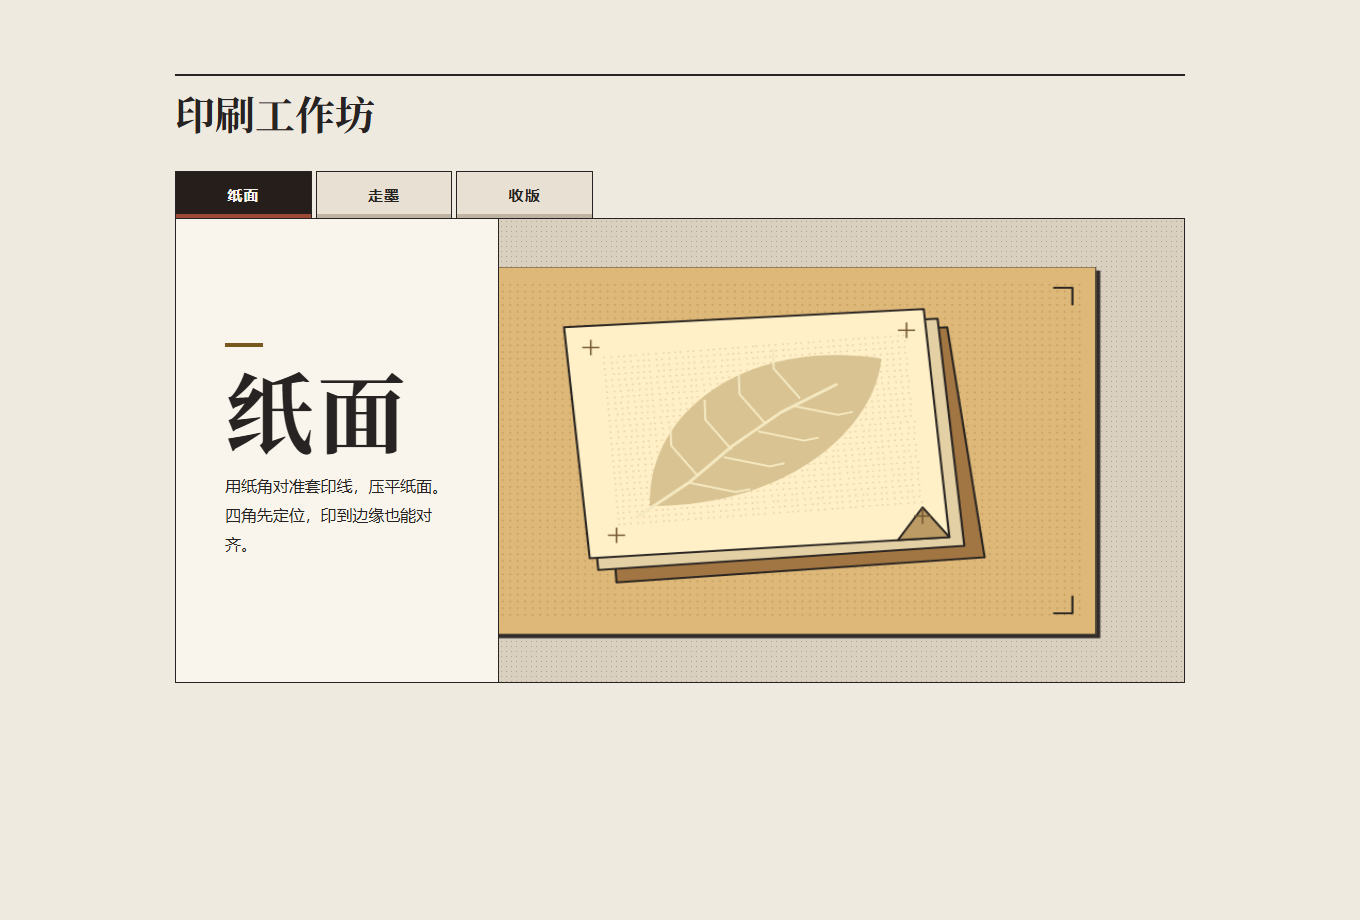 印刷工作坊
纸面
走墨
收版
纸面
用纸角对准套印线，压平纸面。
四角先定位，印到边缘也能对
齐。